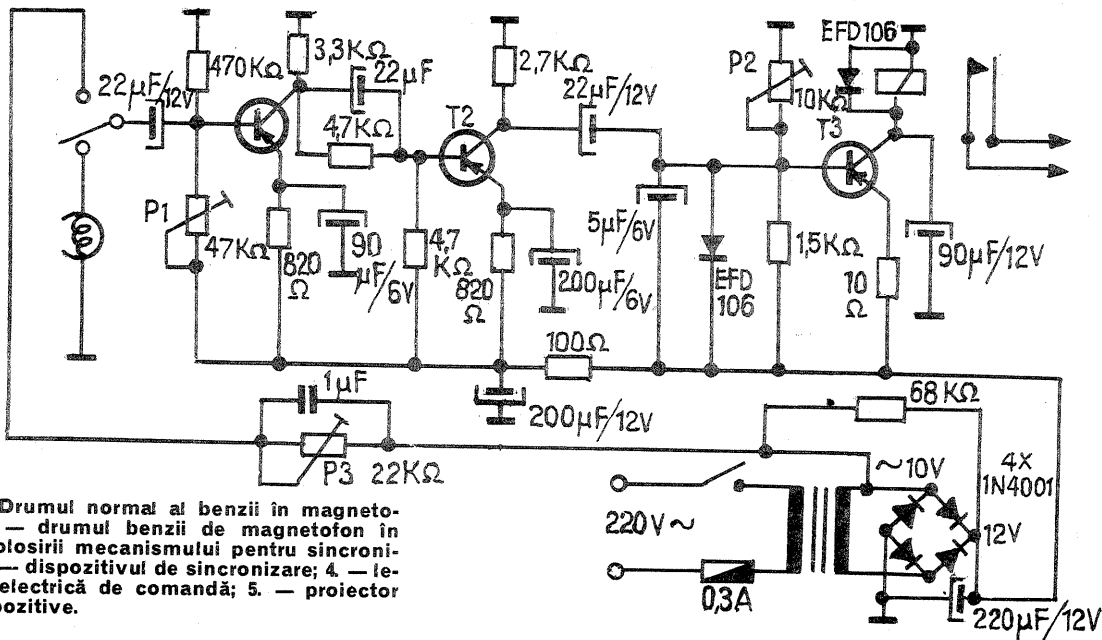 EFD106
470KΩ
3,3KΩ
22µF
2,7KΩ
P2
22µF/12V
22µF/12V
10KΩ
T2
T3
4,7KΩ
P1
47KΩ
820
Ω
90
µF/6V
4,7
KΩ
820
Ω
200µF/6V
5µF/6V
EFD
106
1,5KΩ
10
Ω
90µF/12V
100Ω
1µF
200µF/12V
68KΩ
P3 22KΩ
~10V
4X
1N4001
220V~
12V
0,3A
220µF/12V
Drumul normal al benzii în magneto-
— drumul benzii de magnetofon în
losirii mecanismului pentru sincroni-
— dispozitivul de sincronizare; 4. — le-
electrică de comandă; 5. — proiector
pozitive.